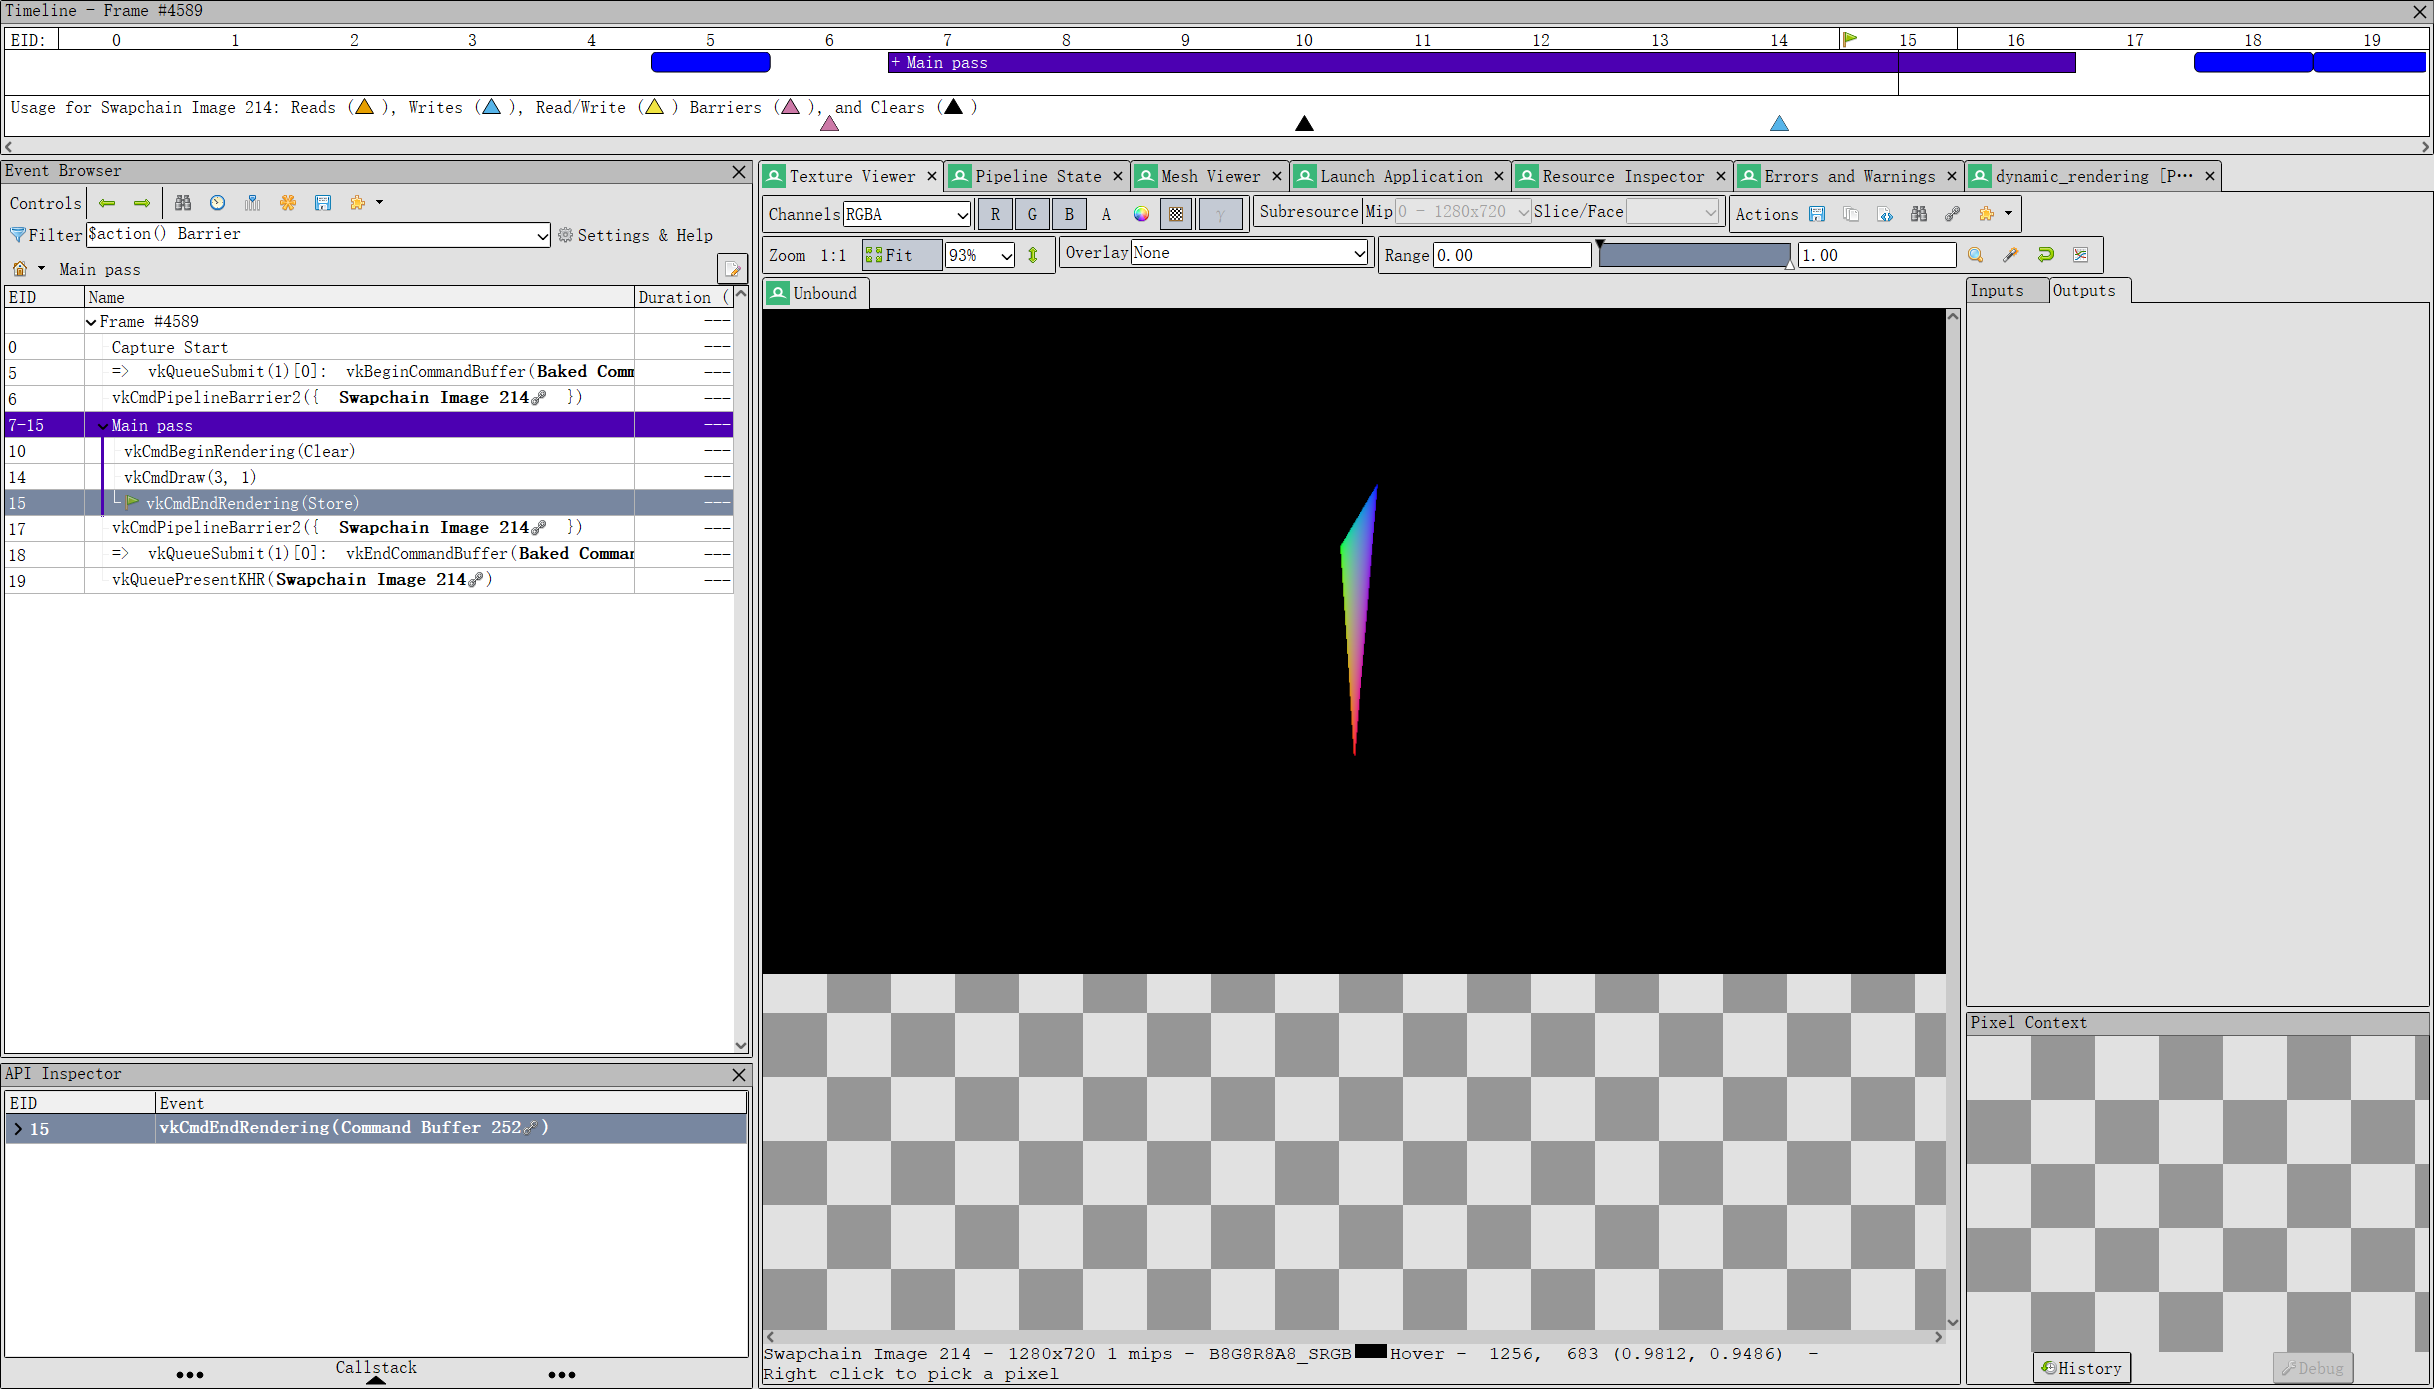 Timeline - Frame #4589
EID: 0 1 2 3 4 5 6 7 8 9 10 11 12 13 14 15 16 17 18 19
+ Main pass
Usage for Swapchain Image 214: Reads ( ), Writes ( ), Read/Write ( ) Barriers ( ), and Clears ( )
Event Browser
Controls
Filter $action() Barrier Settings & Help
Main pass
EID Name Duration (
Frame #4589 ---
0 Capture Start ---
5 => vkQueueSubmit(1)[0]: vkBeginCommandBuffer(Baked Comm ---
6 vkCmdPipelineBarrier2({ Swapchain Image 214 }) ---
7-15 Main pass ---
10 vkCmdBeginRendering(Clear) ---
14 vkCmdDraw(3, 1) ---
15 vkCmdEndRendering(Store) ---
17 vkCmdPipelineBarrier2({ Swapchain Image 214 }) ---
18 => vkQueueSubmit(1)[0]: vkEndCommandBuffer(Baked Comman ---
19 vkQueuePresentKHR(Swapchain Image 214) ---
API Inspector
EID Event
15 vkCmdEndRendering(Command Buffer 252)
Callstack
Texture Viewer Pipeline State Mesh Viewer Launch Application Resource Inspector Errors and Warnings dynamic_rendering [P···
Channels RGBA R G B A γ Subresource Mip 0 - 1280x720 Slice/Face Actions
Zoom 1:1 Fit 93% Overlay None Range 0.00 1.00
Unbound
Inputs Outputs
Pixel Context
Swapchain Image 214 - 1280x720 1 mips - B8G8R8A8_SRGB Hover - 1256, 683 (0.9812, 0.9486) -
Right click to pick a pixel
History Debug